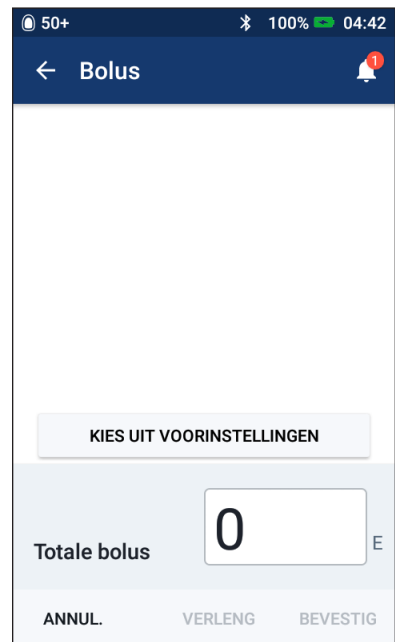 50+ 100% 04:42
← Bolus 1
KIES UIT VOORINSTELLINGEN
Totale bolus 0 E
ANNUL. VERLENG BEVESTIG